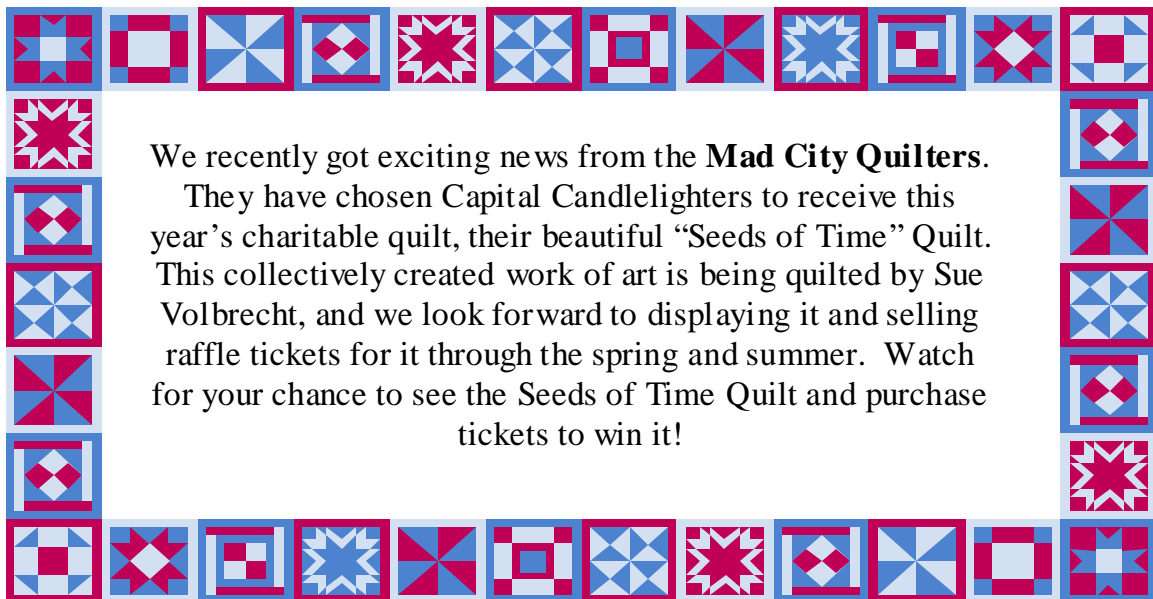 We recently got exciting news from the Mad City Quilters.
They have chosen Capital Candlelighters to receive this
year’s charitable quilt, their beautiful “Seeds of Time” Quilt.
This collectively created work of art is being quilted by Sue
Volbrecht, and we look forward to displaying it and selling
raffle tickets for it through the spring and summer.  Watch
for your chance to see the Seeds of Time Quilt and purchase
tickets to win it!